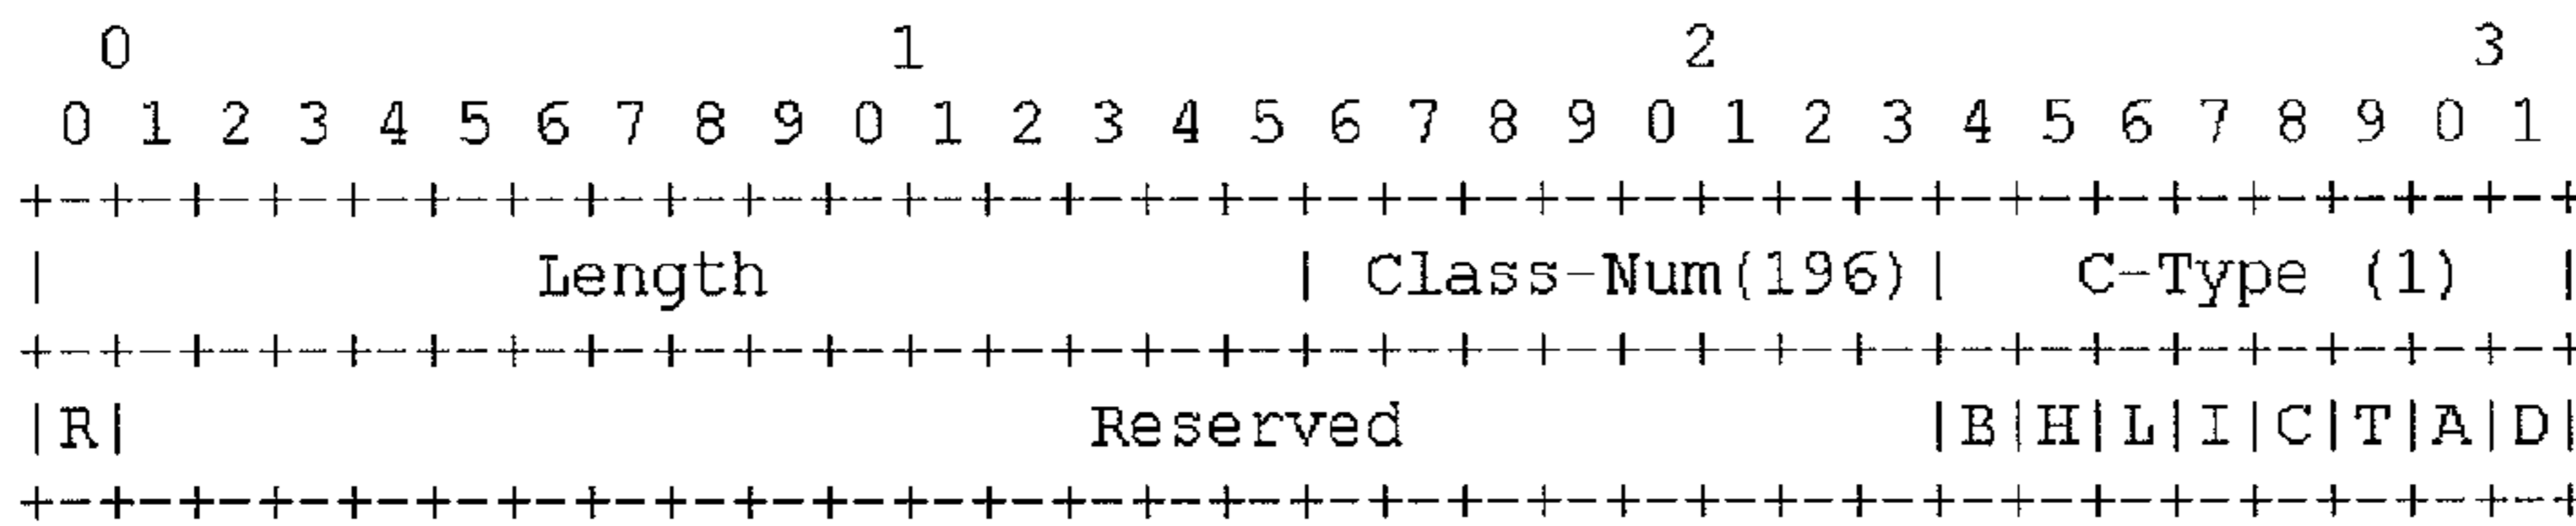 0 1 2 3
0 1 2 3 4 5 6 7 8 9 0 1 2 3 4 5 6 7 8 9 0 1 2 3 4 5 6 7 8 9 0 1
+-+-+-+-+-+-+-+-+-+-+-+-+-+-+-+-+-+-+-+-+-+-+-+-+-+-+-+-+-+-+-+-+
| Length | Class-Num(196)| C-Type (1) |
+-+-+-+-+-+-+-+-+-+-+-+-+-+-+-+-+-+-+-+-+-+-+-+-+-+-+-+-+-+-+-+-+
|R| Reserved |B|H|L|I|C|T|A|D|
+-+-+-+-+-+-+-+-+-+-+-+-+-+-+-+-+-+-+-+-+-+-+-+-+-+-+-+-+-+-+-+-+